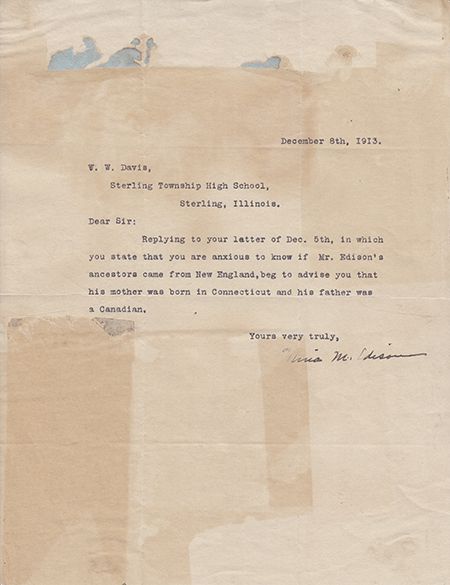 December 8th, 1913.
W. W. Davis,
Sterling Township High School,
Sterling, Illinois.
Dear Sir:
Replying to your letter of Dec. 5th, in which
you state that you are anxious to know if Mr. Edison's
ancestors came from New England,beg to advise you that
his mother was born in Connecticut and his father was
a Canadian.
Yours very truly,
Mina M. Edison